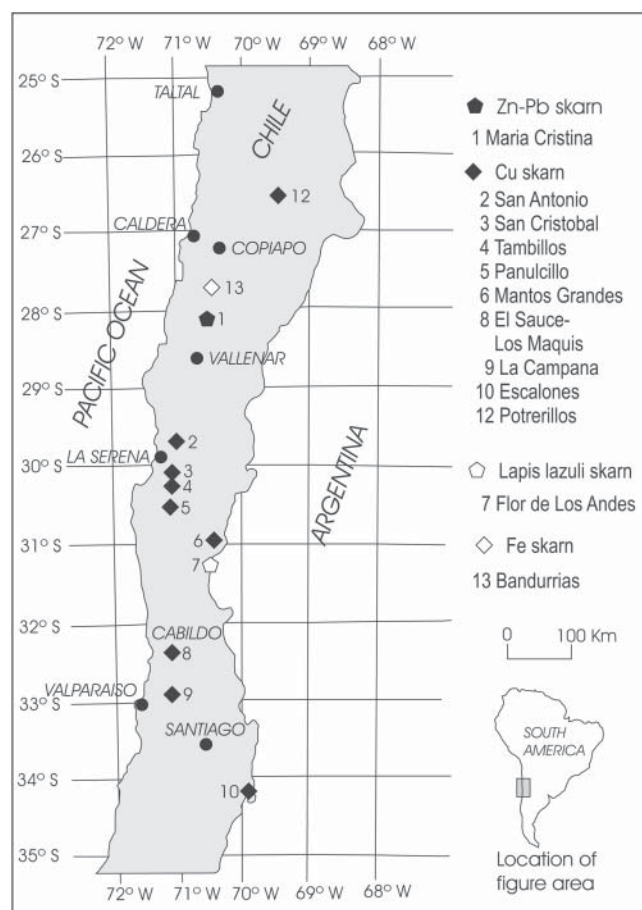 72° W 71° W 70° W 69° W 68° W
25° S
TALTAL
CHILE
26° S
12
27° S
CALDERA
COPIAPO
13
28° S
1
VALLENAR
29° S
PACIFIC OCEAN
2
LA SERENA
30° S
3
4
5
ARGENTINA
31° S
6
7
32° S
CABILDO
8
33° S
VALPARAISO
9
SANTIAGO
34° S
10
35° S
72° W 71° W 70° W 69° W 68° W
Zn-Pb skarn
1 Maria Cristina
Cu skarn
2 San Antonio
3 San Cristobal
4 Tambillos
5 Panulcillo
6 Mantos Grandes
8 El Sauce-
Los Maquis
9 La Campana
10 Escalones
12 Potrerillos
Lapis lazuli skarn
7 Flor de Los Andes
Fe skarn
13 Bandurrias
0 100 Km
SOUTH
AMERICA
Location of
figure area